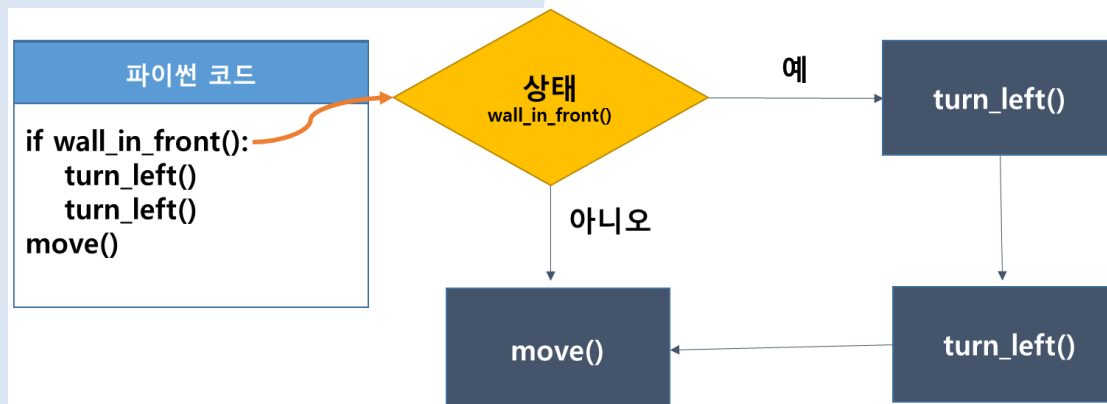 파이썬 코드
if wall_in_front():
turn_left()
turn_left()
move()
상태
wall_in_front()
예
turn_left()
아니오
move()
turn_left()